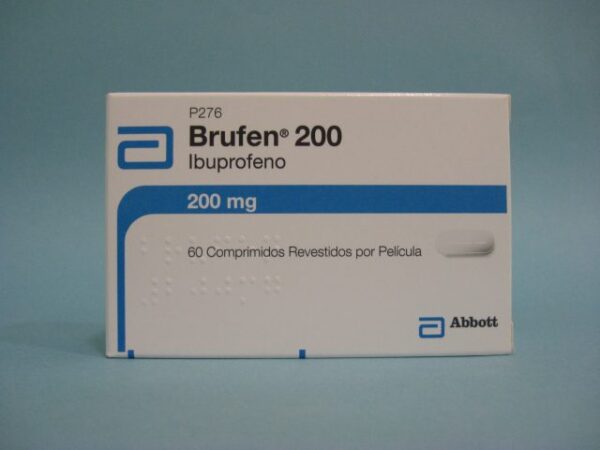 P276
Brufen® 200
Ibuprofeno
200 mg
60 Comprimidos Revestidos por Película
Abbott